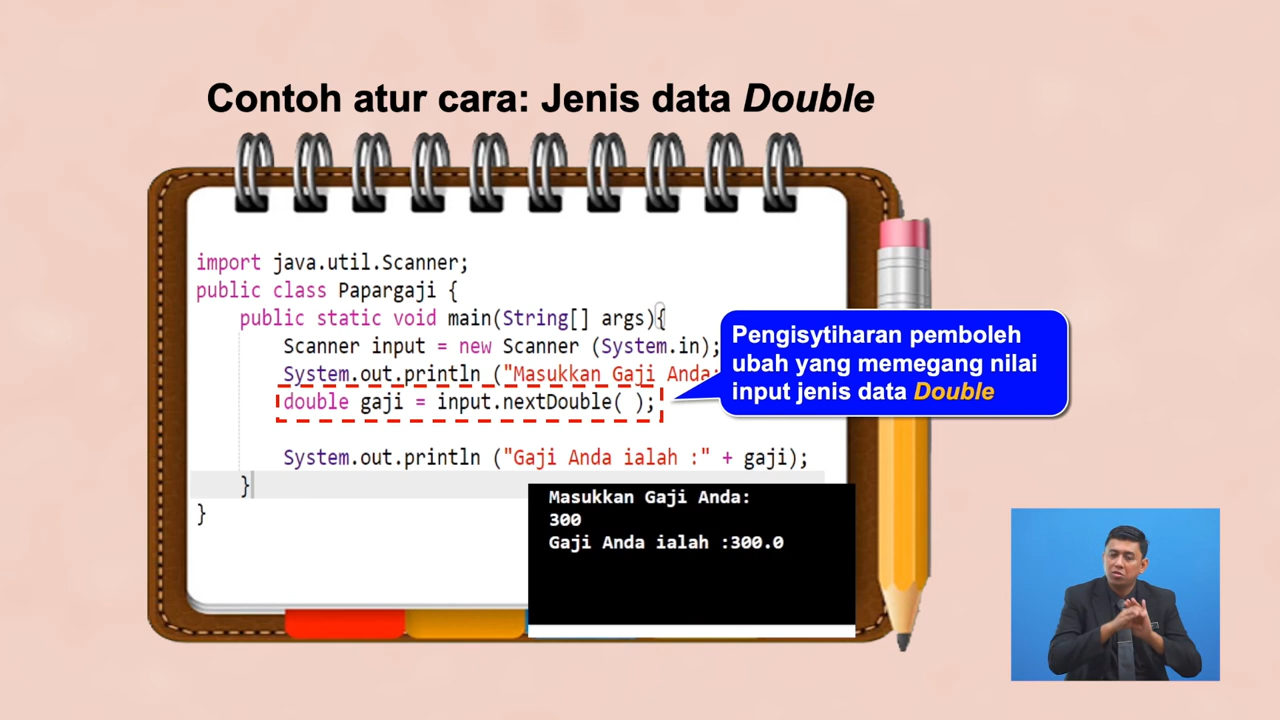 Contoh atur cara: Jenis data Double
import java.util.Scanner;
public class Papargaji {
public static void main(String[] args){
Scanner input = new Scanner (System.in);
System.out.println ("Masukkan Gaji Anda:
double gaji = input.nextDouble( );
System.out.println ("Gaji Anda ialah :" + gaji);
}
}
Pengisytiharan pemboleh
ubah yang memegang nilai
input jenis data Double
Masukkan Gaji Anda:
300
Gaji Anda ialah :300.0